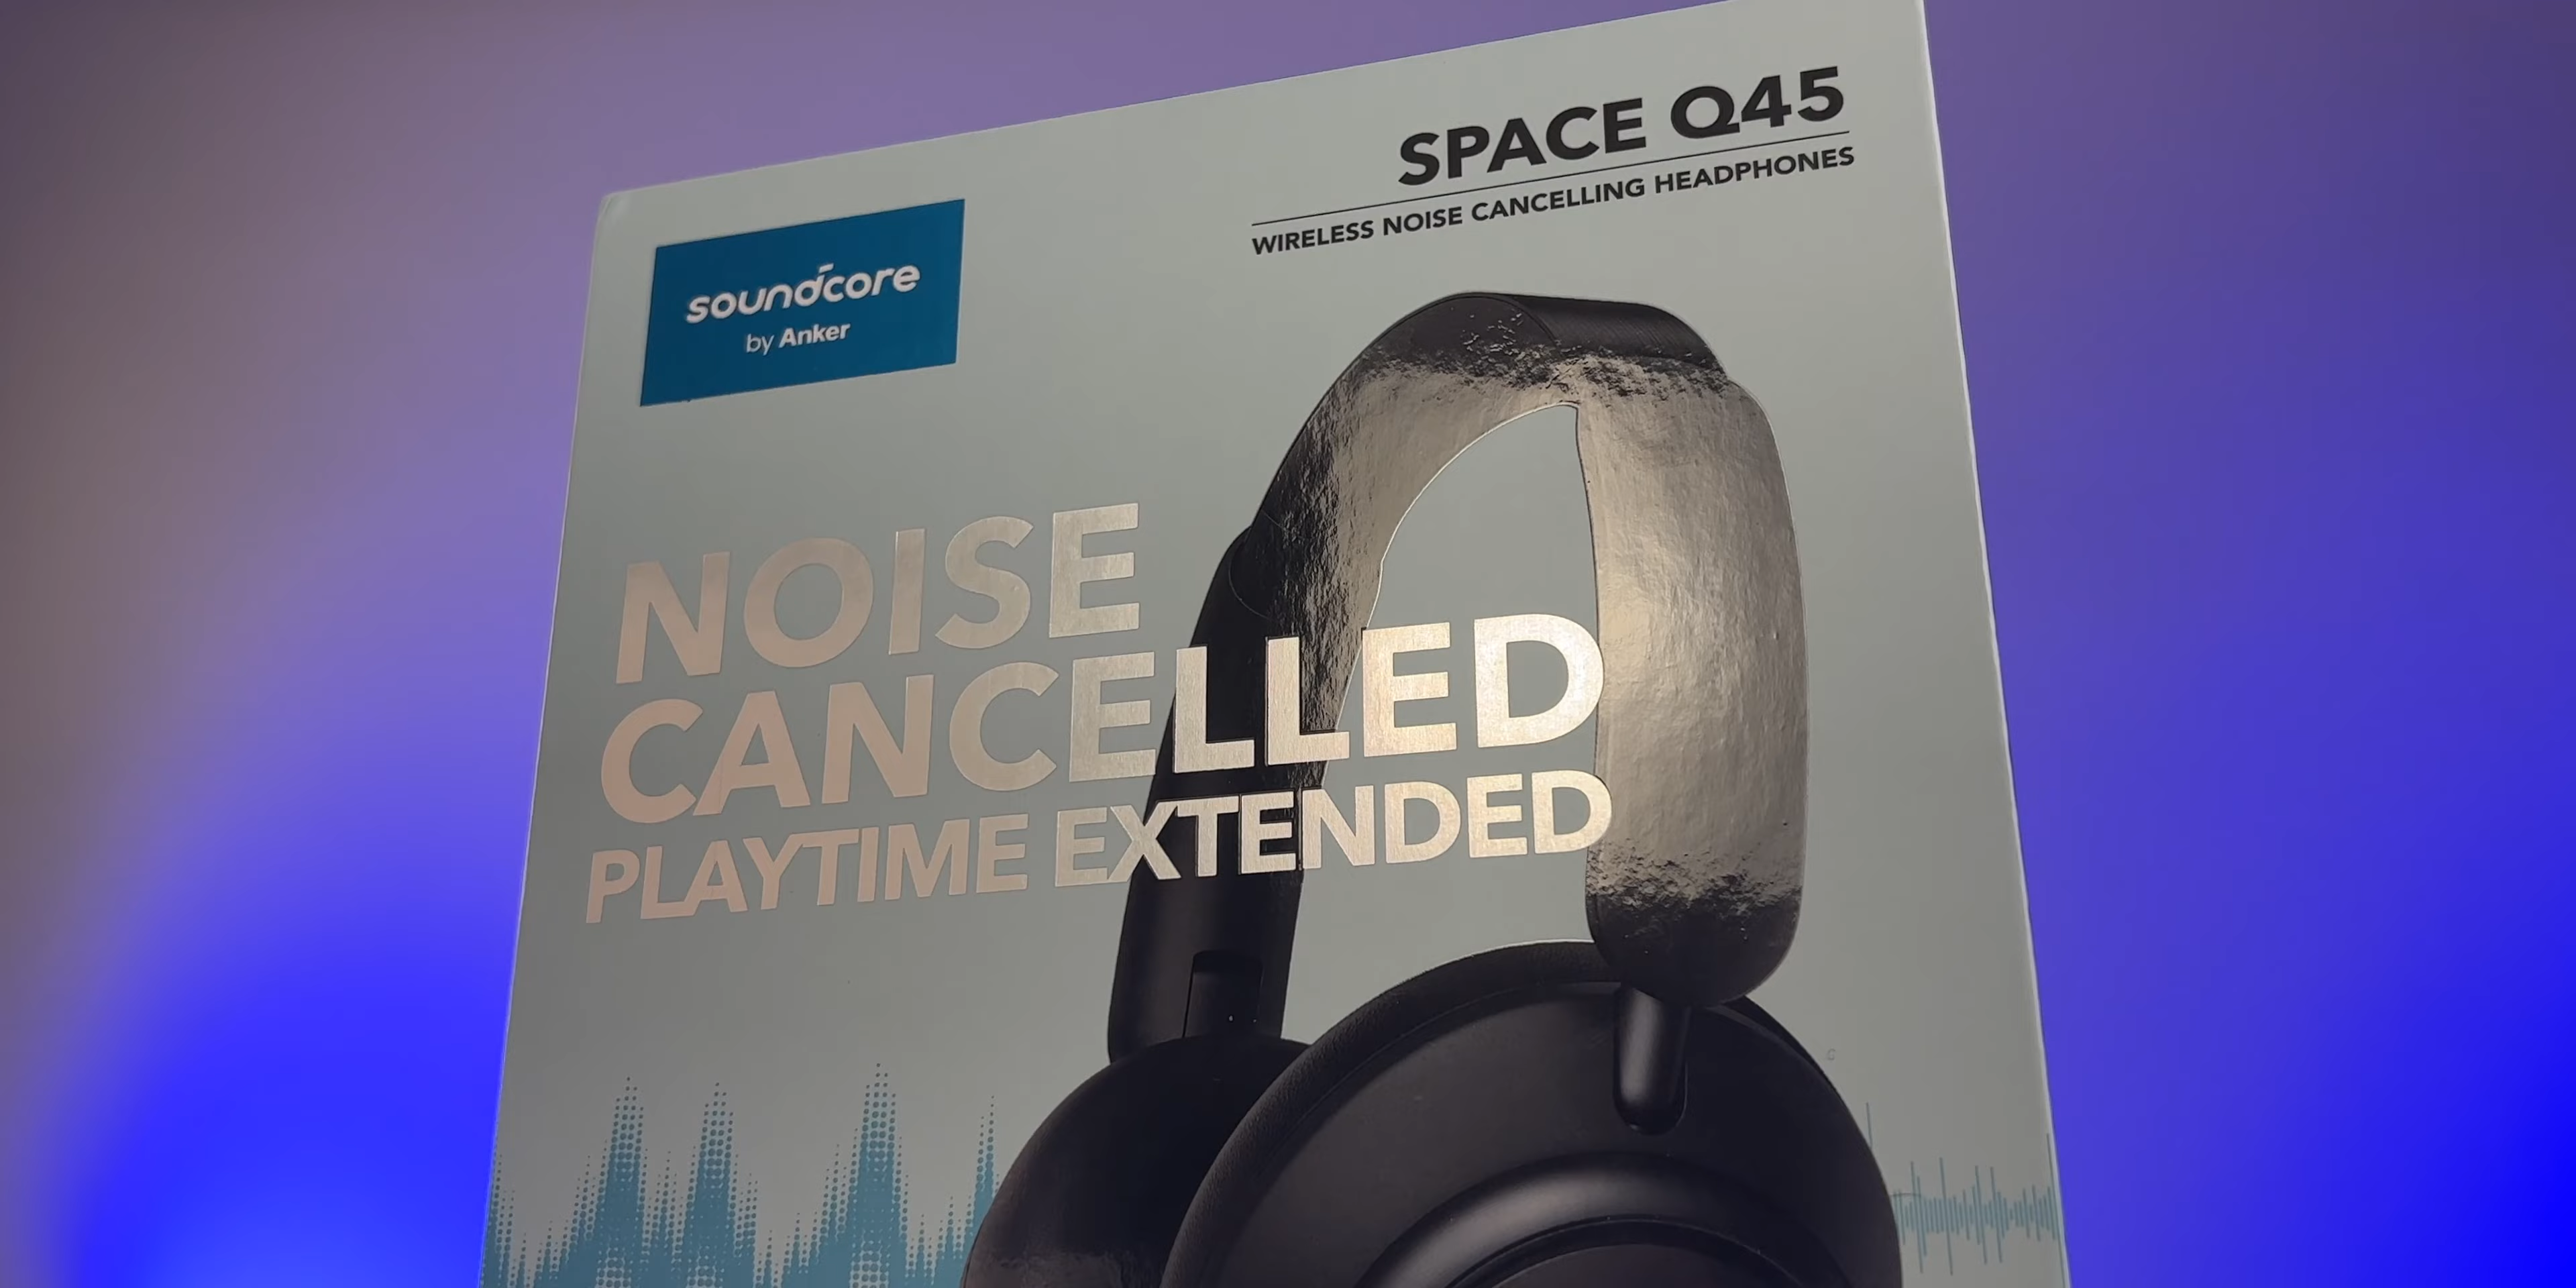 SPACE Q45
WIRELESS NOISE CANCELLING HEADPHONES
soundcore
by Anker
NOISE
CANCELLED
PLAYTIME EXTENDED